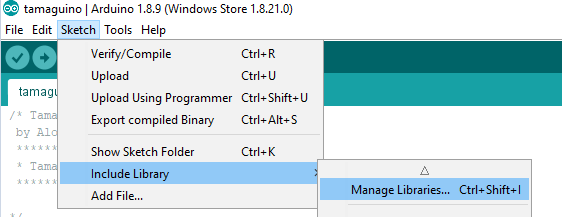 tamaguino | Arduino 1.8.9 (Windows Store 1.8.21.0)
File Edit Sketch Tools Help
Verify/Compile Ctrl+R
Upload Ctrl+U
Upload Using Programmer Ctrl+Shift+U
Export compiled Binary Ctrl+Alt+S
Show Sketch Folder Ctrl+K
Include Library
Manage Libraries... Ctrl+Shift+I
Add File...
tamagu
/* Tama
by Alo
*******
* Tama
*******
*/